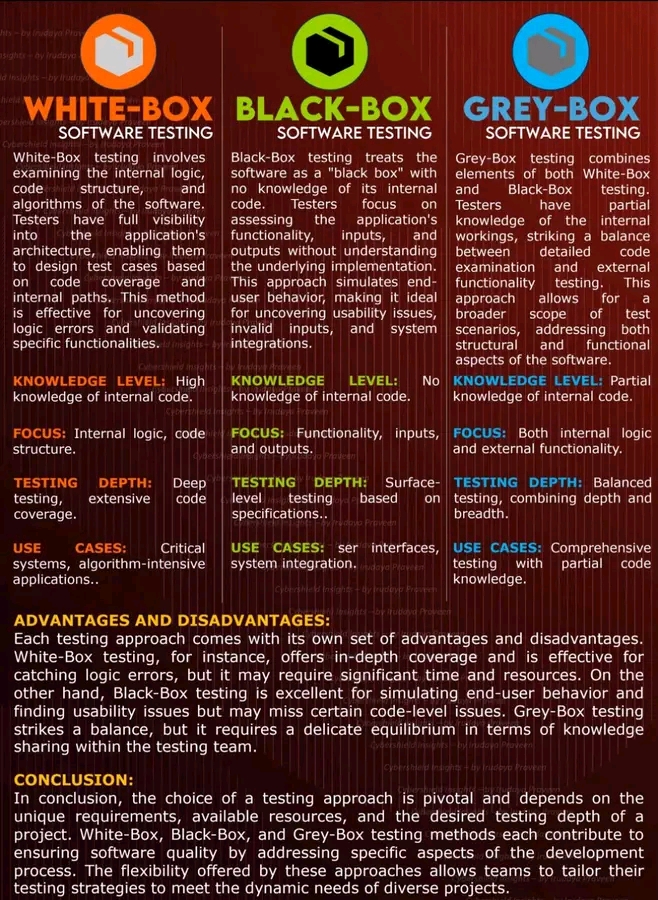 WHITE-BOX
SOFTWARE TESTING
White-Box testing involves
examining the internal logic,
code structure, and
algorithms of the software.
Testers have full visibility
into the application's
architecture, enabling them
to design test cases based
on code coverage and
internal paths. This method
is effective for uncovering
logic errors and validating
specific functionalities.
KNOWLEDGE LEVEL: High
knowledge of internal code.
FOCUS: Internal logic, code
structure.
TESTING DEPTH: Deep
testing, extensive code
coverage.
USE CASES: Critical
systems, algorithm-intensive
applications..
BLACK-BOX
SOFTWARE TESTING
Black-Box testing treats the
software as a "black box" with
no knowledge of its internal
code. Testers focus on
assessing the application's
functionality, inputs, and
outputs without understanding
the underlying implementation.
This approach simulates end-
user behavior, making it ideal
for uncovering usability issues,
invalid inputs, and system
integrations.
KNOWLEDGE LEVEL: No
knowledge of internal code.
FOCUS: Functionality, inputs,
and outputs.
TESTING DEPTH: Surface-
level testing based on
specifications..
USE CASES: ser interfaces,
system integration.
GREY-BOX
SOFTWARE TESTING
Grey-Box testing combines
elements of both White-Box
and Black-Box testing.
Testers have partial
knowledge of the internal
workings, striking a balance
between detailed code
examination and external
functionality testing. This
approach allows for a
broader scope of test
scenarios, addressing both
structural and functional
aspects of the software.
KNOWLEDGE LEVEL: Partial
knowledge of internal code.
FOCUS: Both internal logic
and external functionality.
TESTING DEPTH: Balanced
testing, combining depth and
breadth.
USE CASES: Comprehensive
testing with partial code
knowledge.
ADVANTAGES AND DISADVANTAGES:
Each testing approach comes with its own set of advantages and disadvantages.
White-Box testing, for instance, offers in-depth coverage and is effective for
catching logic errors, but it may require significant time and resources. On the
other hand, Black-Box testing is excellent for simulating end-user behavior and
finding usability issues but may miss certain code-level issues. Grey-Box testing
strikes a balance, but it requires a delicate equilibrium in terms of knowledge
sharing within the testing team.
CONCLUSION:
In conclusion, the choice of a testing approach is pivotal and depends on the
unique requirements, available resources, and the desired testing depth of a
project. White-Box, Black-Box, and Grey-Box testing methods each contribute to
ensuring software quality by addressing specific aspects of the development
process. The flexibility offered by these approaches allows teams to tailor their
testing strategies to meet the dynamic needs of diverse projects.
Cybershield Insights – by Irudaya Praveen